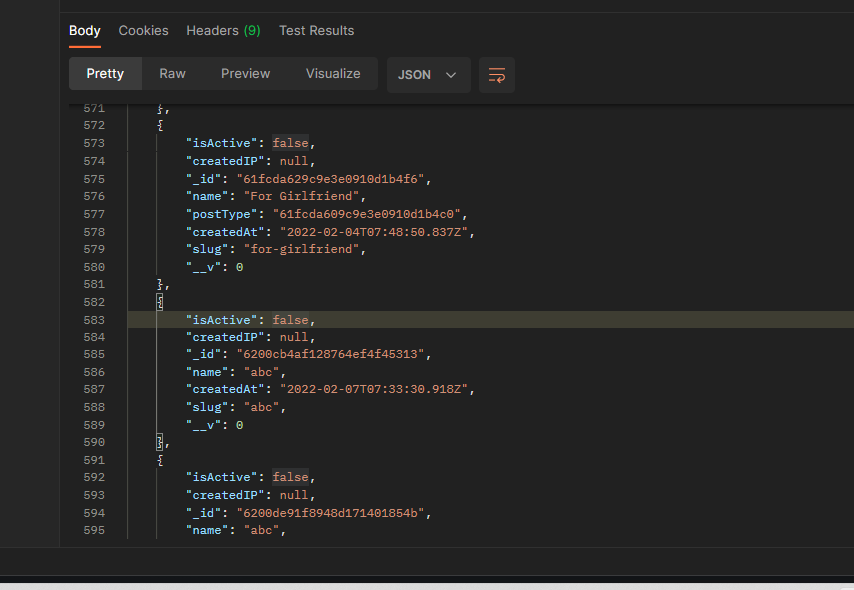 Body Cookies Headers (9) Test Results
Pretty Raw Preview Visualize JSON
571 },
572 {
573 "isActive": false,
574 "createdIP": null,
575 "_id": "61fcda629c9e3e0910d1b4f6",
576 "name": "For Girlfriend",
577 "postType": "61fcda609c9e3e0910d1b4c0",
578 "createdAt": "2022-02-04T07:48:50.837Z",
579 "slug": "for-girlfriend",
580 "__v": 0
581 },
582 {
583 "isActive": false,
584 "createdIP": null,
585 "_id": "6200cb4af128764ef4f45313",
586 "name": "abc",
587 "createdAt": "2022-02-07T07:33:30.918Z",
588 "slug": "abc",
589 "__v": 0
590 },
591 {
592 "isActive": false,
593 "createdIP": null,
594 "_id": "6200de91f8948d171401854b",
595 "name": "abc",